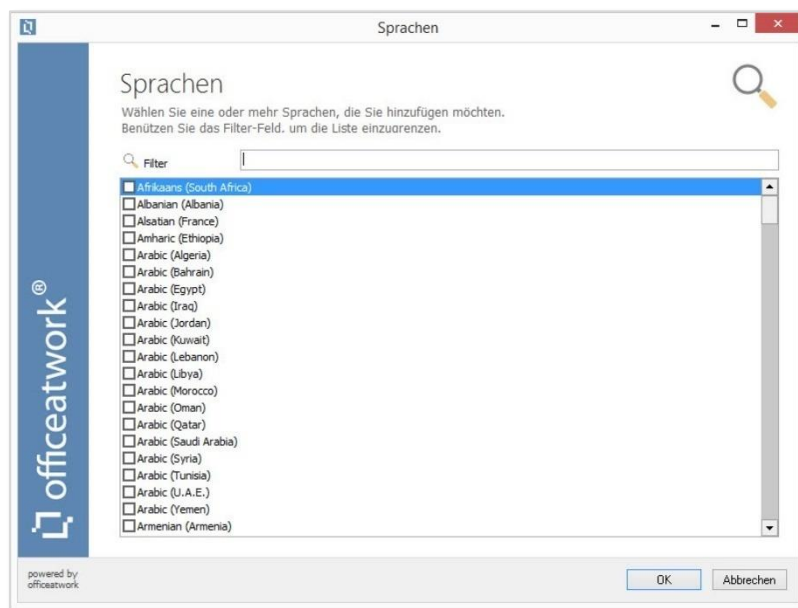 Sprachen
Sprachen
Wählen Sie eine oder mehr Sprachen, die Sie hinzufügen möchten.
Benützen Sie das Filter-Feld, um die Liste einzugrenzen.
Filter
Afrikaans (South Africa)
Albanian (Albania)
Alsatian (France)
Amharic (Ethiopia)
Arabic (Algeria)
Arabic (Bahrain)
Arabic (Egypt)
Arabic (Iraq)
Arabic (Jordan)
Arabic (Kuwait)
Arabic (Lebanon)
Arabic (Libya)
Arabic (Morocco)
Arabic (Oman)
Arabic (Qatar)
Arabic (Saudi Arabia)
Arabic (Syria)
Arabic (Tunisia)
Arabic (U.A.E.)
Arabic (Yemen)
Armenian (Armenia)
officeatwork®
powered by
officeatwork
OK Abbrechen